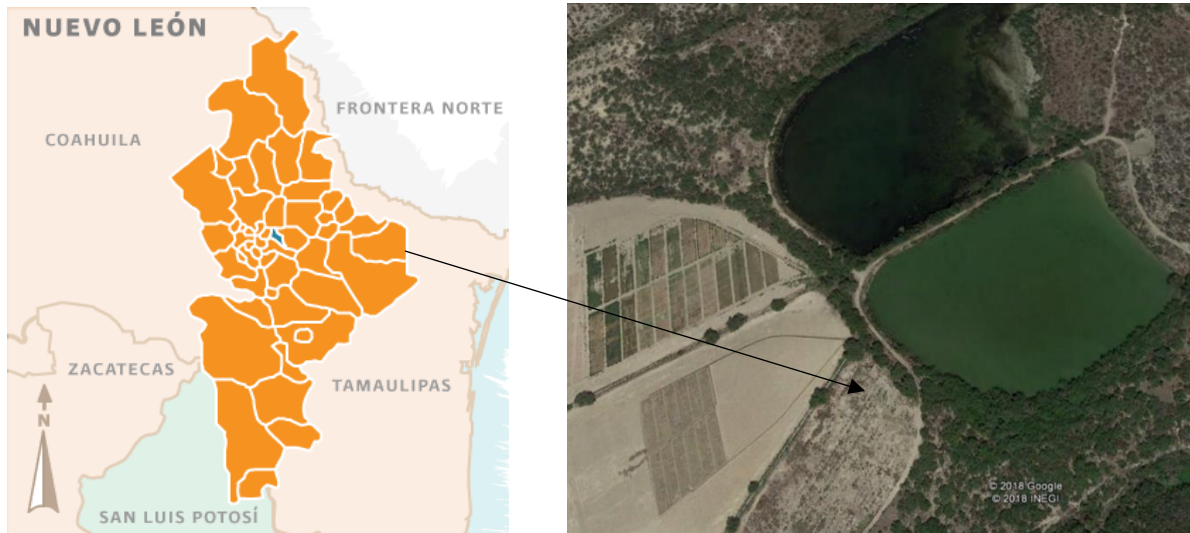 NUEVO LEÓN
FRONTERA NORTE
COAHUILA
ZACATECAS
TAMAULIPAS
N
SAN LUIS POTOSÍ
© 2018 Google
© 2018 INEGI